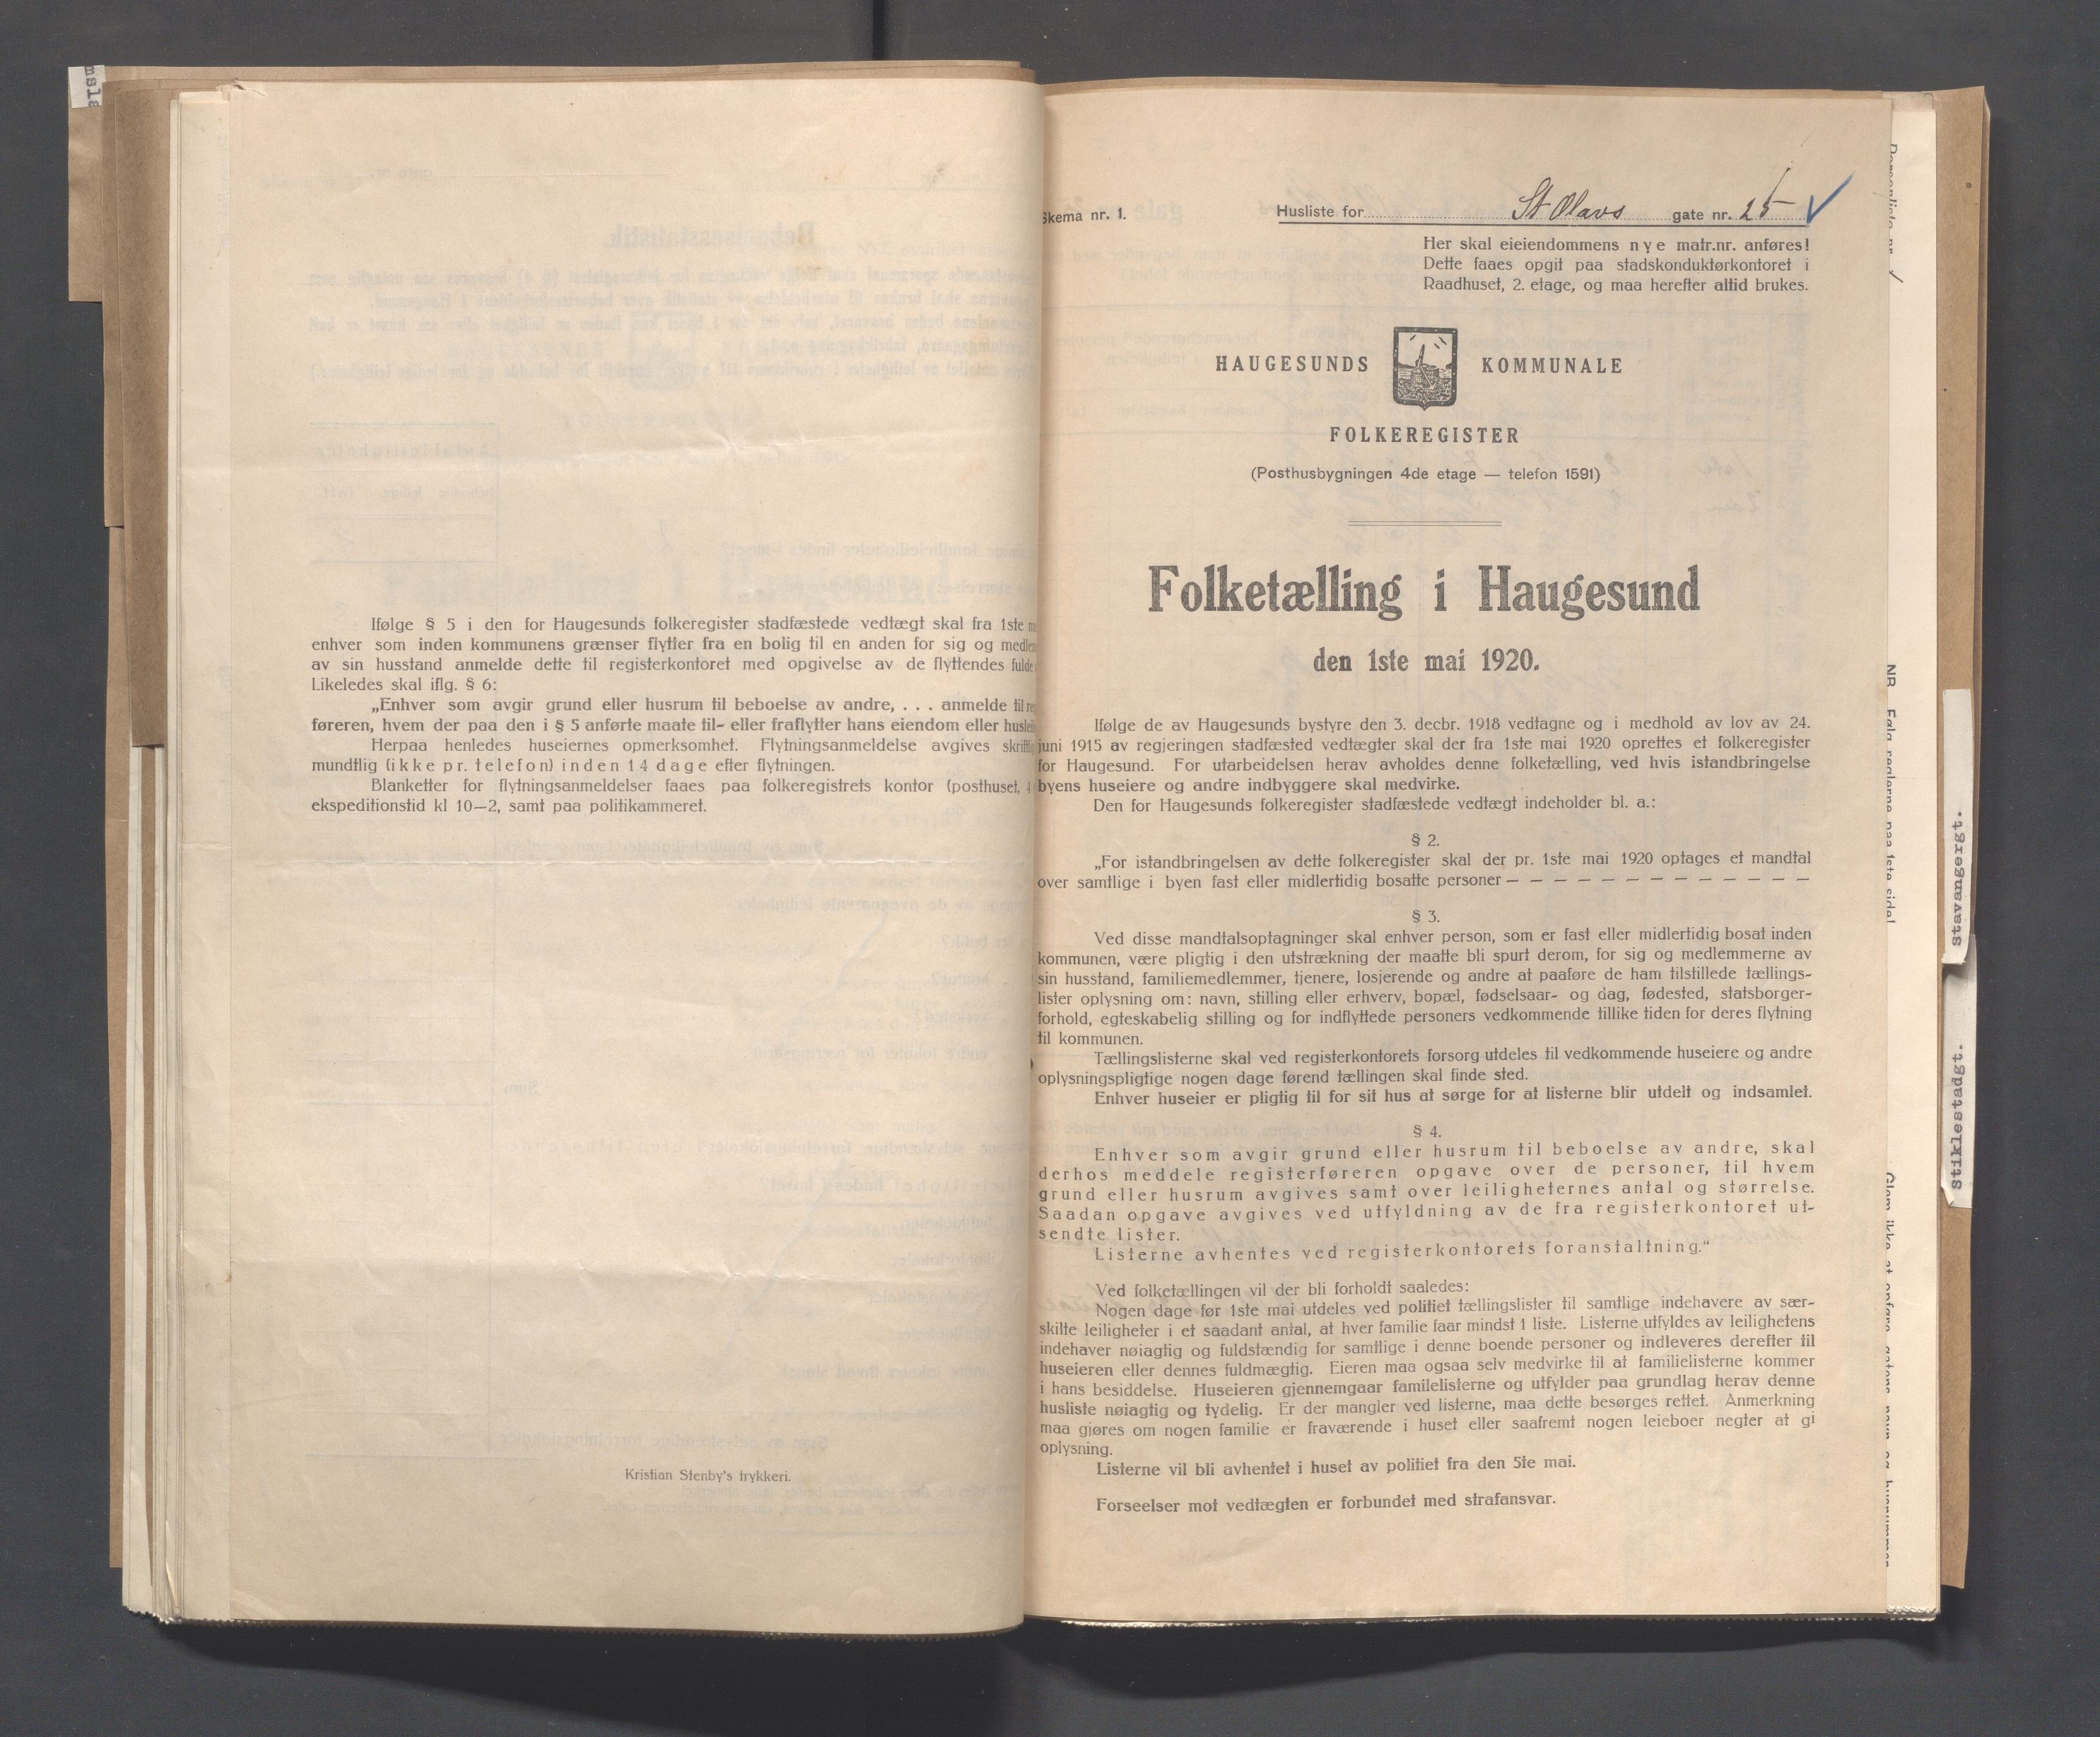 Ifølge § 5 i den for Haugesunds folkeregister stadfæstede vedtægt skal fra 1ste
enhver som inden kommunens grænser flytter fra en bolig til en anden for sig og
av sin husstand anmelde dette til registerkontoret med opgivelse av de flyttendes fulde
Likeledes skal iflg. § 6:
„Enhver som avgir grund eller husrum til beboelse av andre, . . . anmelde til
føreren, hvem der paa den i § 5 anførte maate til- eller fraflytter hans eiendom eller
Herpaa henledes huseiernes opmerksomhet. Flytningsanmeldelse avgives
mundtlig (ikke pr. telefon) inden 14 dage efter flytningen.
Blanketter for flytningsanmeldelser faaes paa folkeregistrets kontor (posthuset, 4
ekspeditionstid kl 10—2, samt paa politikammeret.
Kristian Stenby's trykkeri.
Skema nr. 1.
Husliste for St Olavs gate nr. 25
Her skal eieiendommens nye matr.nr. anføres!
Dette faaes opgit paa stadskonduktørkontoret i
Raadhuset, 2. etage, og maa herefter altid brukes.
HAUGESUNDS KOMMUNALE
FOLKEREGISTER
(Posthusbygningen 4de etage — telefon 1591)
Folketælling i Haugesund
den 1ste mai 1920.
Ifølge de av Haugesunds bystyre den 3. decbr. 1918 vedtagne og i medhold av lov av 24.
juni 1915 av regjeringen stadfæsted vedtægter skal der fra 1ste mai 1920 oprettes et folkeregister
for Haugesund. For utarbeidelsen herav avholdes denne folketælling, ved hvis istandbringelse
byens huseiere og andre indbyggere skal medvirke.
Den for Haugesunds folkeregister stadfæstede vedtægt indeholder bl. a.:
§ 2.
„For istandbringelsen av dette folkeregister skal der pr. 1ste mai 1920 optages et mandtal
over samtlige i byen fast eller midlertidig bosatte personer — — — — — — — — — — — — —
§ 3.
Ved disse mandtalsoptagninger skal enhver person, som er fast eller midlertidig bosat inden
kommunen, være pligtig i den utstrækning der maatte bli spurt derom, for sig og medlemmerne av
sin husstand, familiemedlemmer, tjenere, losjerende og andre at paaføre de ham tilstillede tællings-
lister oplysning om: navn, stilling eller erhverv, bopæl, fødselsaar- og dag, fødested, statsborger-
forhold, egteskabelig stilling og for indflyttede personers vedkommende tillike tiden for deres flytning
til kommunen.
Tællingslisterne skal ved registerkontorets forsorg utdeles til vedkommende huseiere og andre
oplysningspligtige nogen dage førend tællingen skal finde sted.
Enhver huseier er pligtig til for sit hus at sørge for at listerne blir utdelt og indsamlet.
§ 4.
Enhver som avgir grund eller husrum til beboelse av andre, skal
derhos meddele registerføreren opgave over de personer, til hvem
grund eller husrum avgives samt over leiligheternes antal og størrelse.
Saadan opgave avgives ved utfyldning av de fra registerkontoret ut-
sendte lister.
Listerne avhentes ved registerkontorets foranstaltning.“
Ved folketællingen vil der bli forholdt saaledes:
Nogen dage før 1ste mai utdeles ved politiet tællingslister til samtlige indehavere av sær-
skilte leiligheter i et saadant antal, at hver familie faar mindst 1 liste. Listerne utfyldes av leilighetens
indehaver nøiagtig og fuldstændig for samtlige i denne boende personer og indleveres derefter til
huseieren eller dennes fuldmægtig. Eieren maa ogsaa selv medvirke til at familielisterne kommer
i hans besiddelse. Huseieren gjennemgaar familelisterne og utfylder paa grundlag herav denne
husliste nøiagtig og tydelig. Er der mangler ved listerne, maa dette besørges rettet. Anmerkning
maa gjøres om nogen familie er fraværende i huset eller saafremt nogen leieboer negter at gi
oplysning.
Listerne vil bli avhentet i huset av politiet fra den 5te mai.
Forseelser mot vedtægten er forbundet med strafansvar.
Stavangergt.
Stiklestadgt.